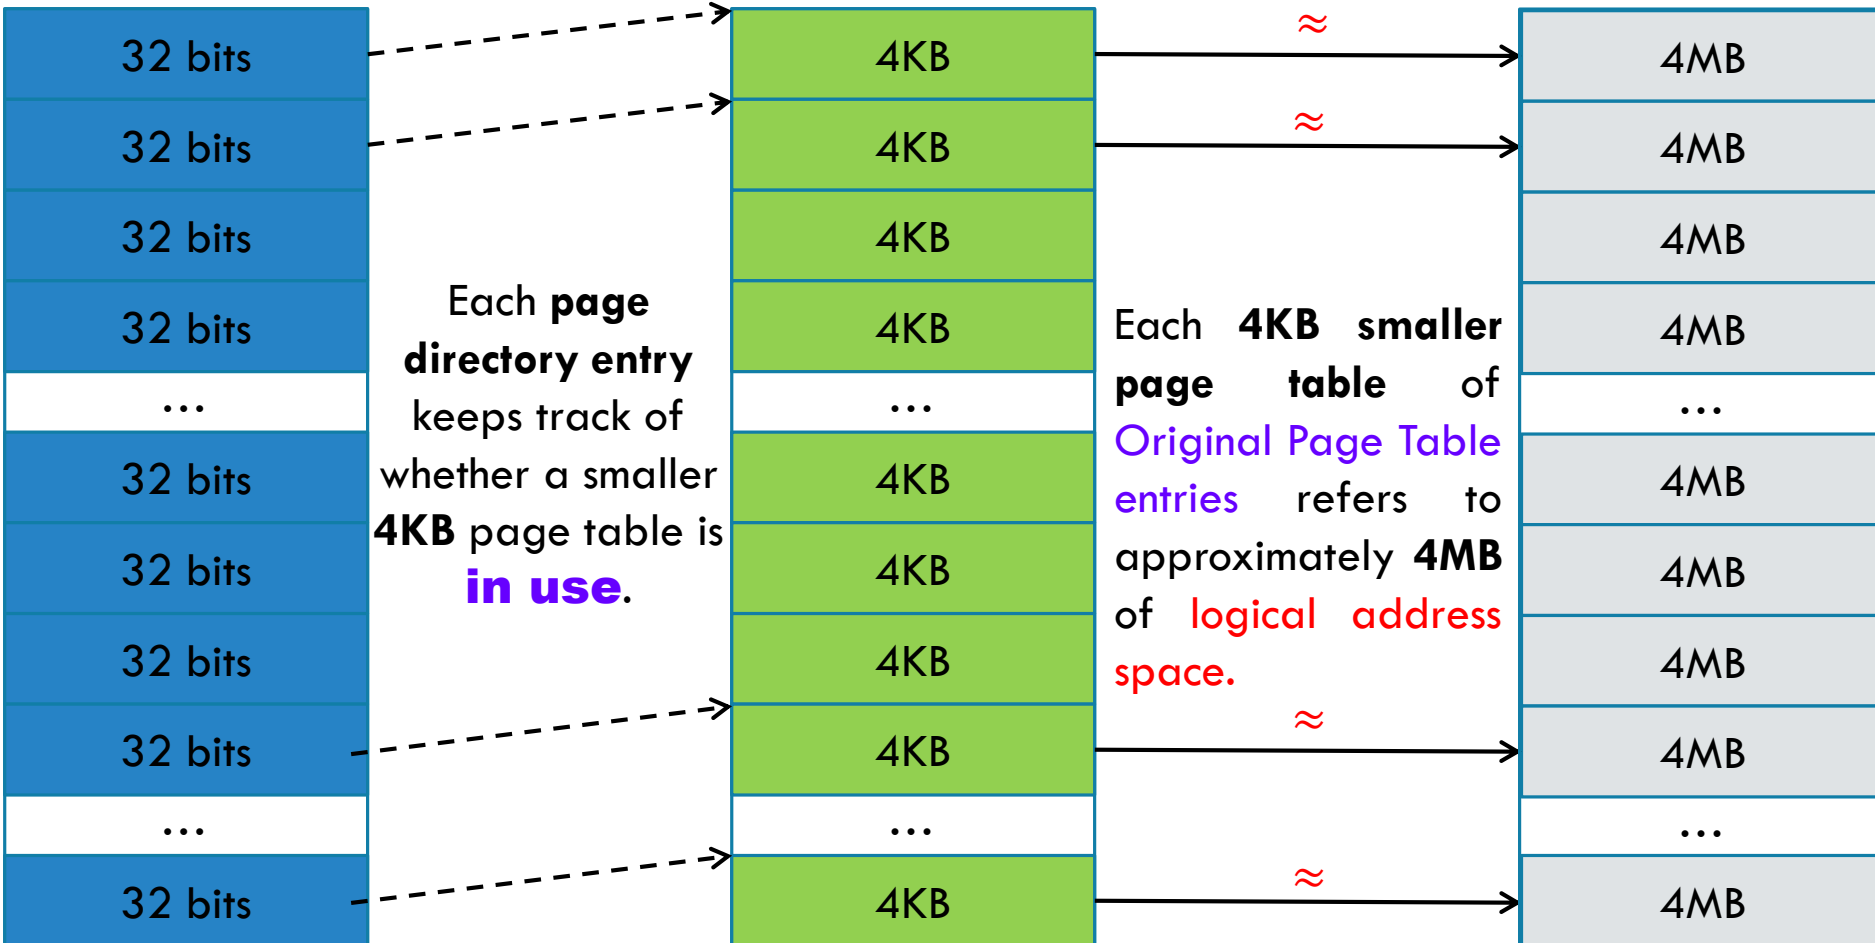 32 bits
32 bits
32 bits
32 bits
...
32 bits
32 bits
32 bits
32 bits
...
32 bits
Each page
directory entry
keeps track of
whether a smaller
4KB page table is
in use.
4KB
4KB
4KB
4KB
...
4KB
4KB
4KB
4KB
...
4KB
≈
≈
Each 4KB smaller
page table of
Original Page Table
entries refers to
approximately 4MB
of logical address
space.
≈
≈
4MB
4MB
4MB
4MB
...
4MB
4MB
4MB
4MB
...
4MB